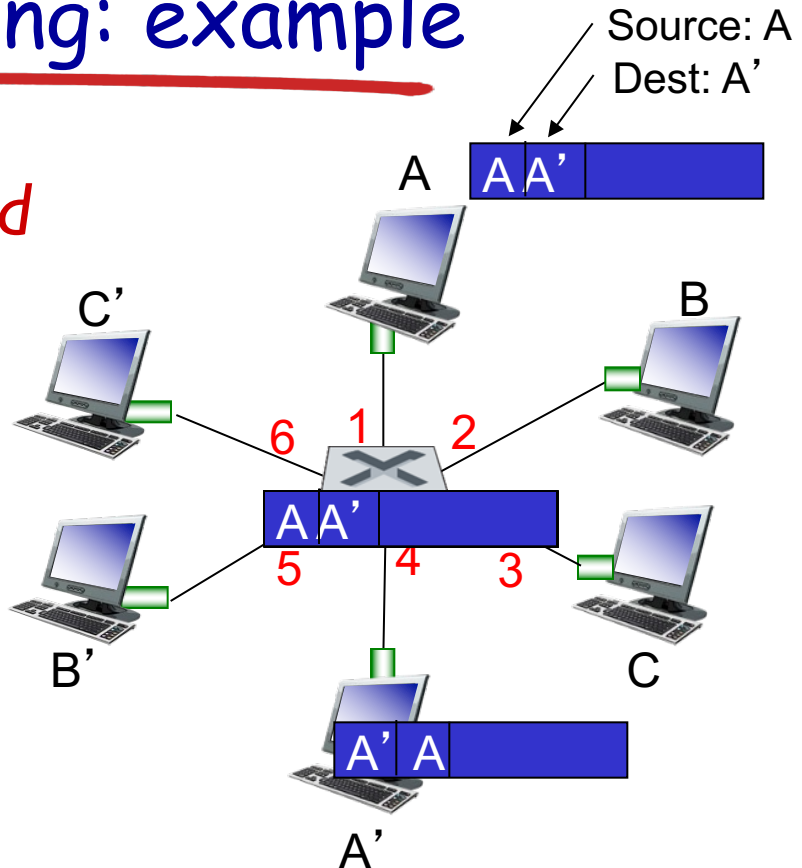 ng: example
Source: A
Dest: A’
A
A A’
d
C’
B
6
1
2
A A’
5
4
3
B’
C
A’ A
A’